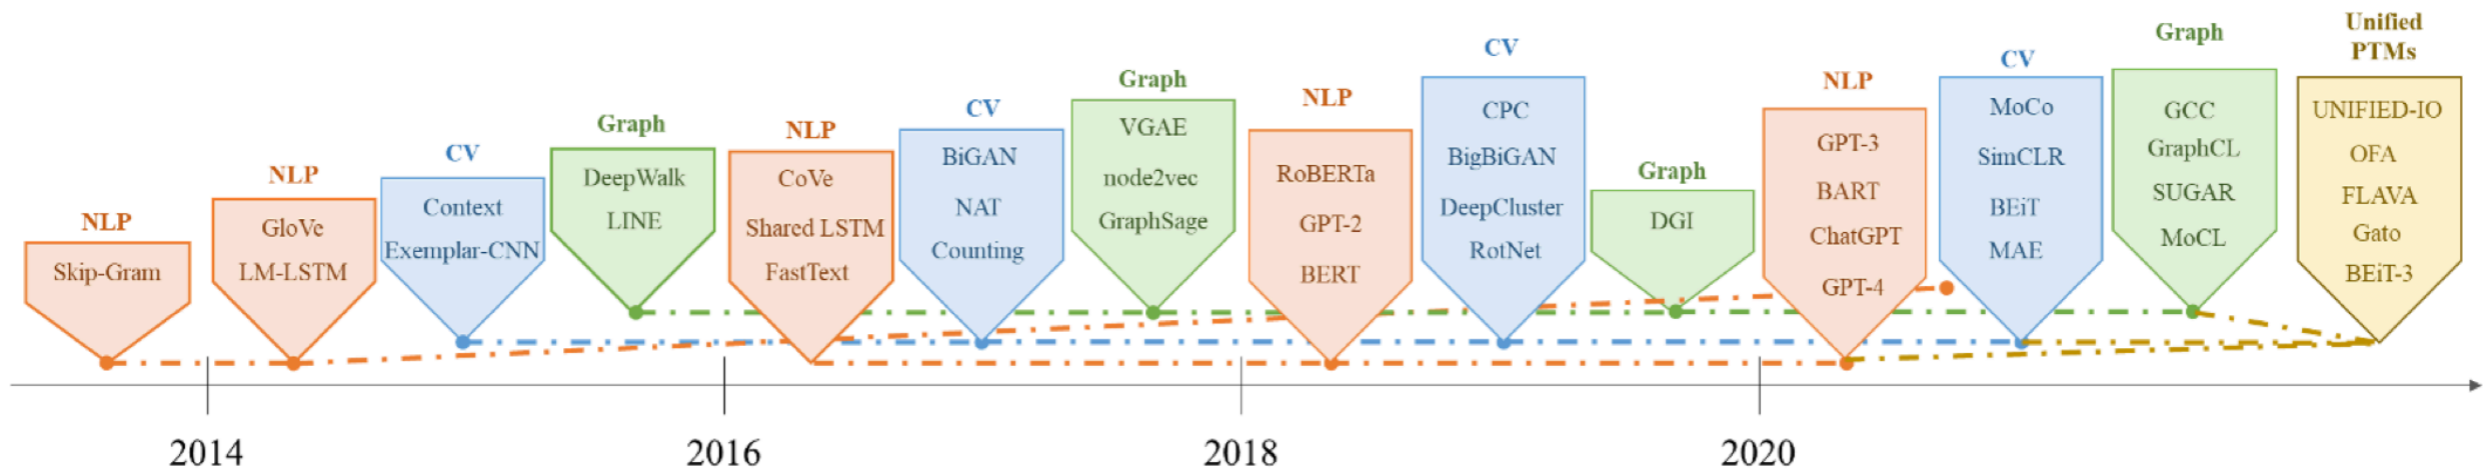 NLP
Skip-Gram
NLP
GloVe
LM-LSTM
CV
Context
Exemplar-CNN
Graph
DeepWalk
LINE
NLP
CoVe
Shared LSTM
FastText
CV
BiGAN
NAT
Counting
Graph
VGAE
node2vec
GraphSage
NLP
RoBERTa
GPT-2
BERT
CV
CPC
BigBiGAN
DeepCluster
RotNet
Graph
DGI
NLP
GPT-3
BART
ChatGPT
GPT-4
CV
MoCo
SimCLR
BEiT
MAE
Graph
GCC
GraphCL
SUGAR
MoCL
Unified
PTMs
UNIFIED-IO
OFA
FLAVA
Gato
BEiT-3
2014
2016
2018
2020